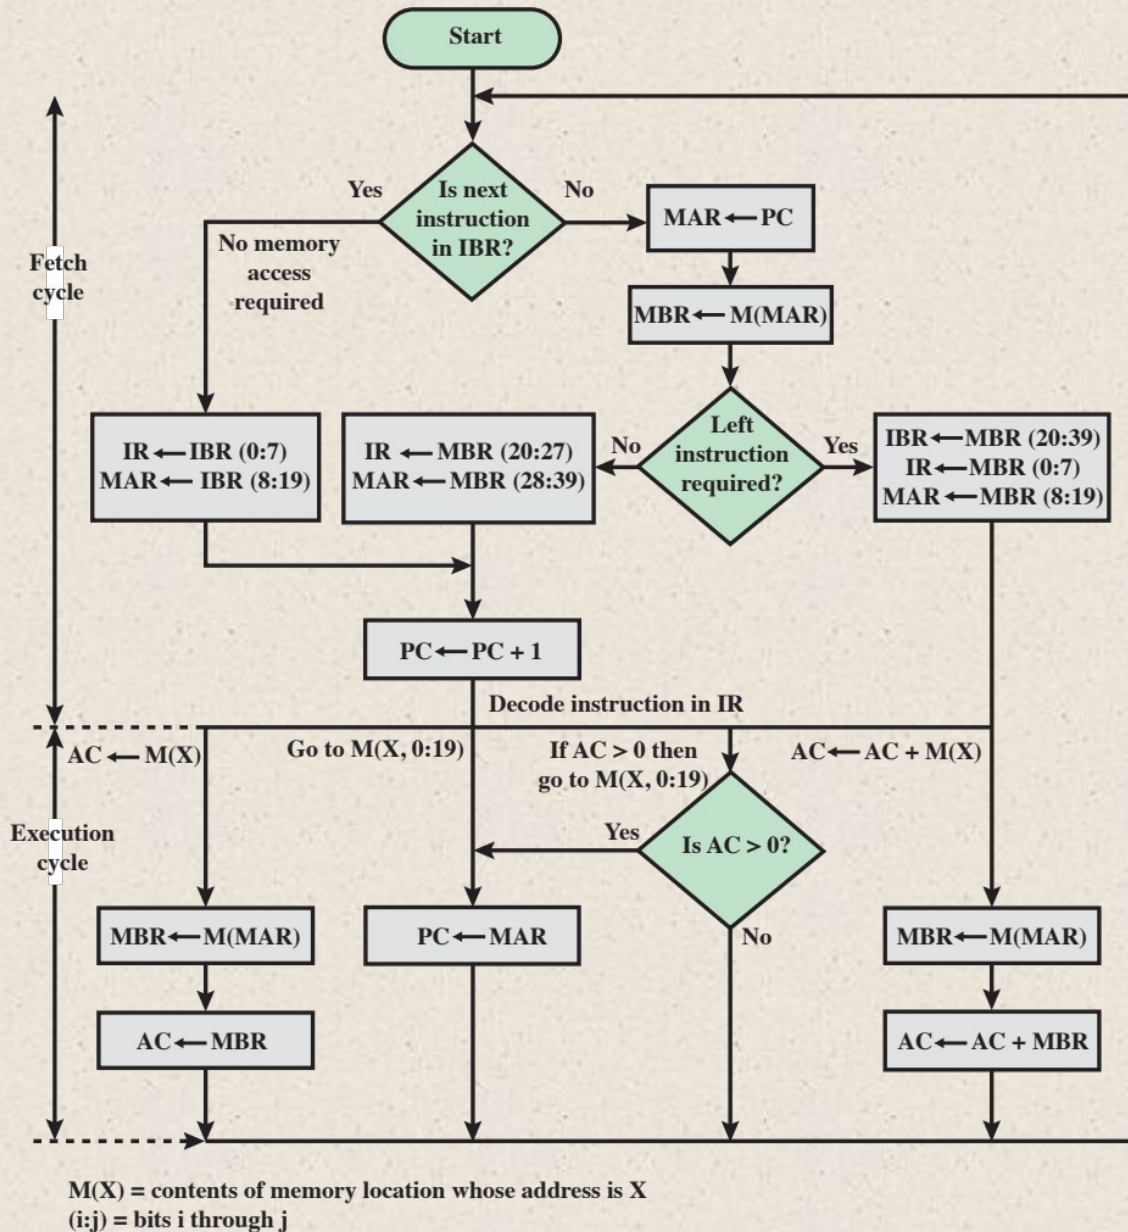 Start
Yes
Is next
instruction
in IBR?
No
MAR ← PC
No memory
access
required
Fetch
cycle
MBR ← M(MAR)
IR ← IBR (0:7)
MAR ← IBR (8:19)
IR ← MBR (20:27)
MAR ← MBR (28:39)
No
Left
instruction
required?
Yes
IBR ← MBR (20:39)
IR ← MBR (0:7)
MAR ← MBR (8:19)
PC ← PC + 1
Decode instruction in IR
AC ← M(X)
Go to M(X, 0:19)
If AC > 0 then
go to M(X, 0:19)
AC ← AC + M(X)
Execution
cycle
Yes
Is AC > 0?
No
MBR ← M(MAR)
PC ← MAR
MBR ← M(MAR)
AC ← MBR
AC ← AC + MBR
M(X) = contents of memory location whose address is X
(i:j) = bits i through j